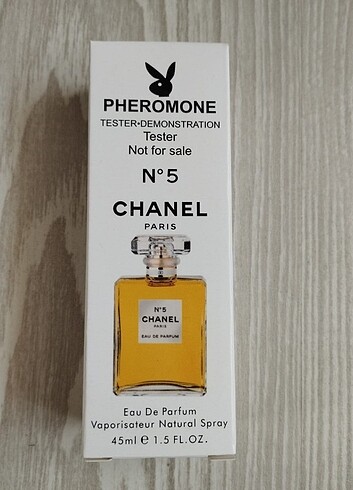 PHEROMONE
TESTER•DEMONSTRATION
Tester
Not for sale
N°5
CHANEL
PARIS
N°5
CHANEL
PARIS
EAU DE PARFUM
Eau De Parfum
Vaporisateur Natural Spray
45ml ℮ 1.5 FL.OZ.